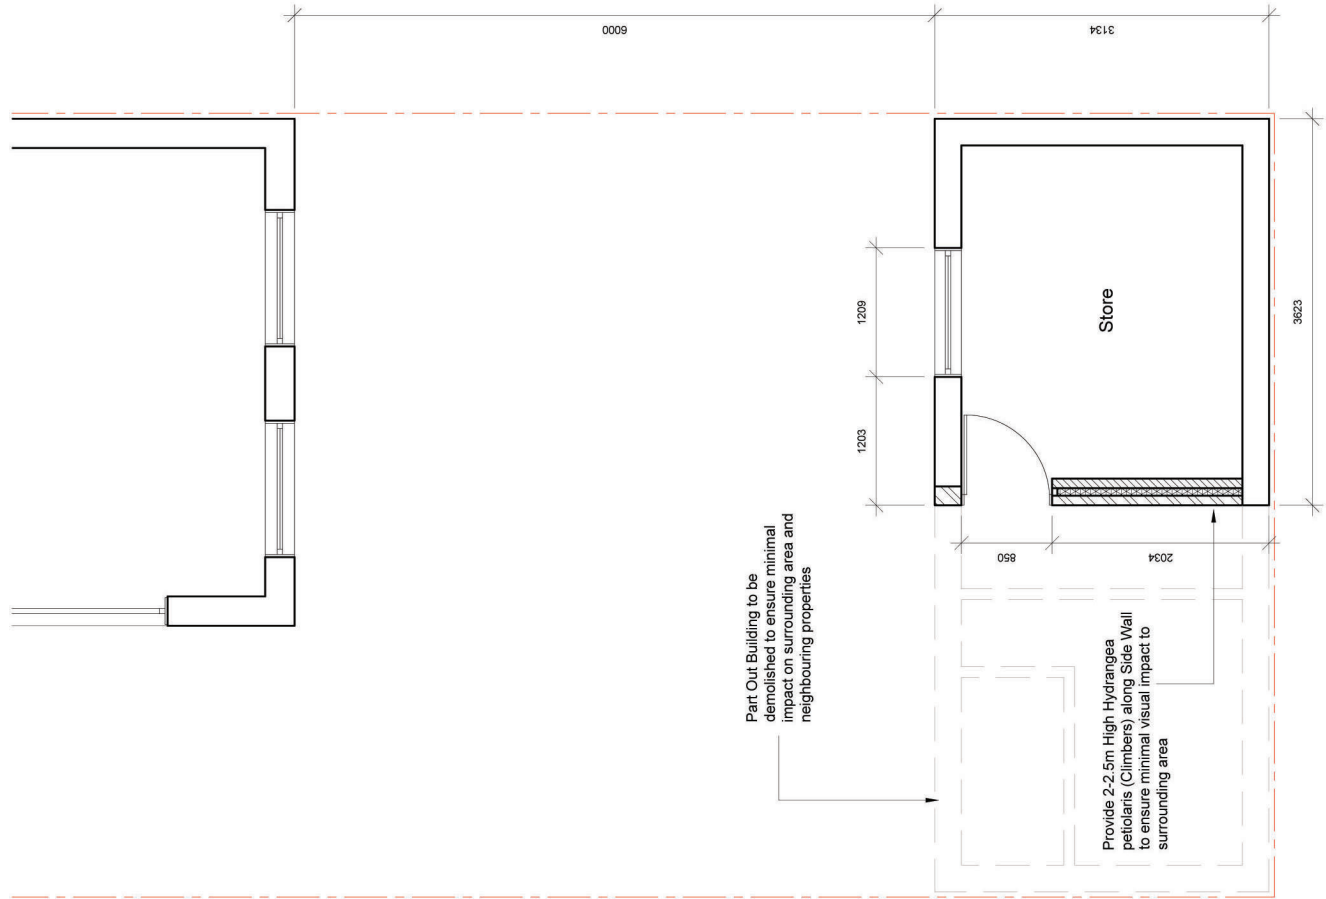 6000
3134
3623
1209
1203
Store
850
2034
Part Out Building to be
demolished to ensure minimal
impact on surrounding area and
neighbouring properties
Provide 2-2.5m High Hydrangea
petiolaris (Climbers) along Side Wall
to ensure minimal visual impact to
surrounding area